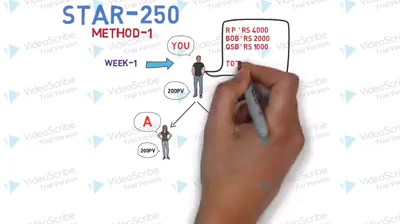 STAR-250
METHOD-1
YOU
RP ' RS 4000
BOB ' RS 2000
QSB ' RS 1000
WEEK-1
TOT
200PV
A
200PV
VideoScribe
Trial Version